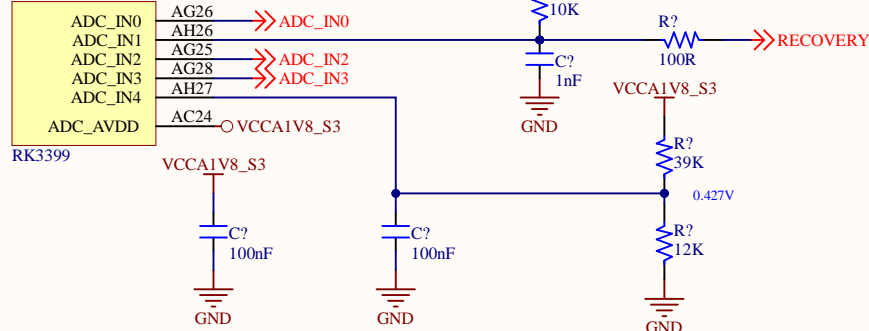 ADC_IN0 AG26 ADC_IN0
10K
ADC_IN1 AH26 R? RECOVERY
ADC_IN2 AG25 ADC_IN2 C? 100R
ADC_IN3 AG28 ADC_IN3 1nF
ADC_IN4 AH27 VCCA1V8_S3
GND
ADC_AVDD AC24 VCCA1V8_S3
R?
RK3399
VCCA1V8_S3 39K
0.427V
C? C? R?
100nF 100nF 12K
GND GND GND